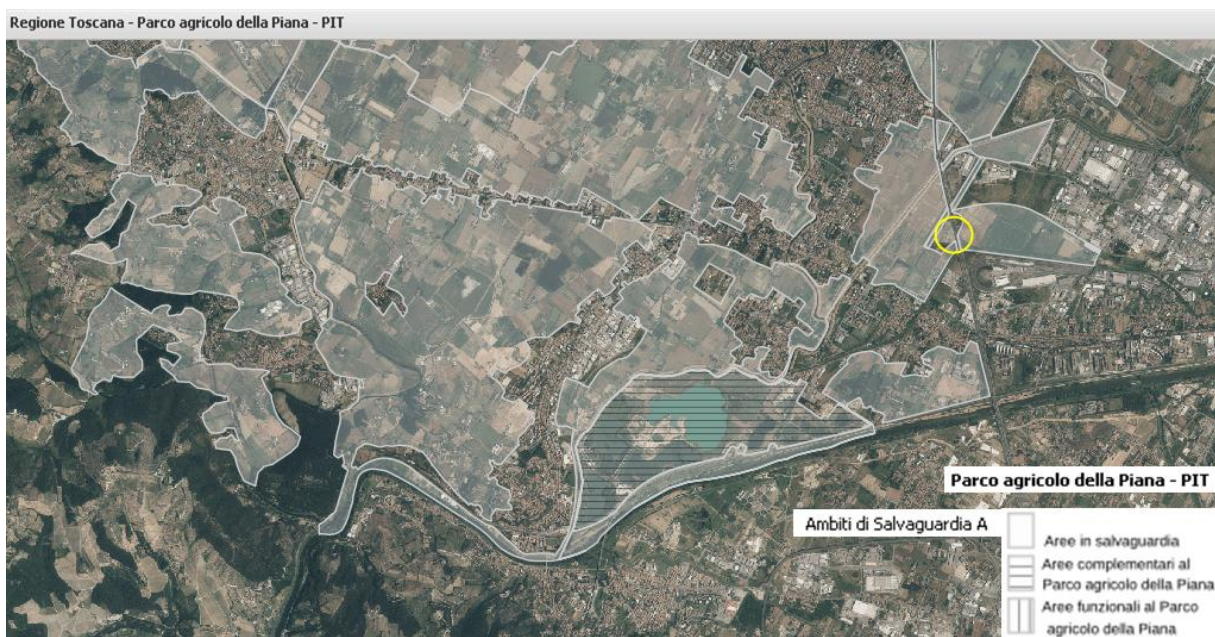 Regione Toscana - Parco agricolo della Piana - PIT
Parco agricolo della Piana - PIT
Ambiti di Salvaguardia A
Aree in salvaguardia
Aree complementari al
Parco agricolo della Piana
Aree funzionali al Parco
agricolo della Piana